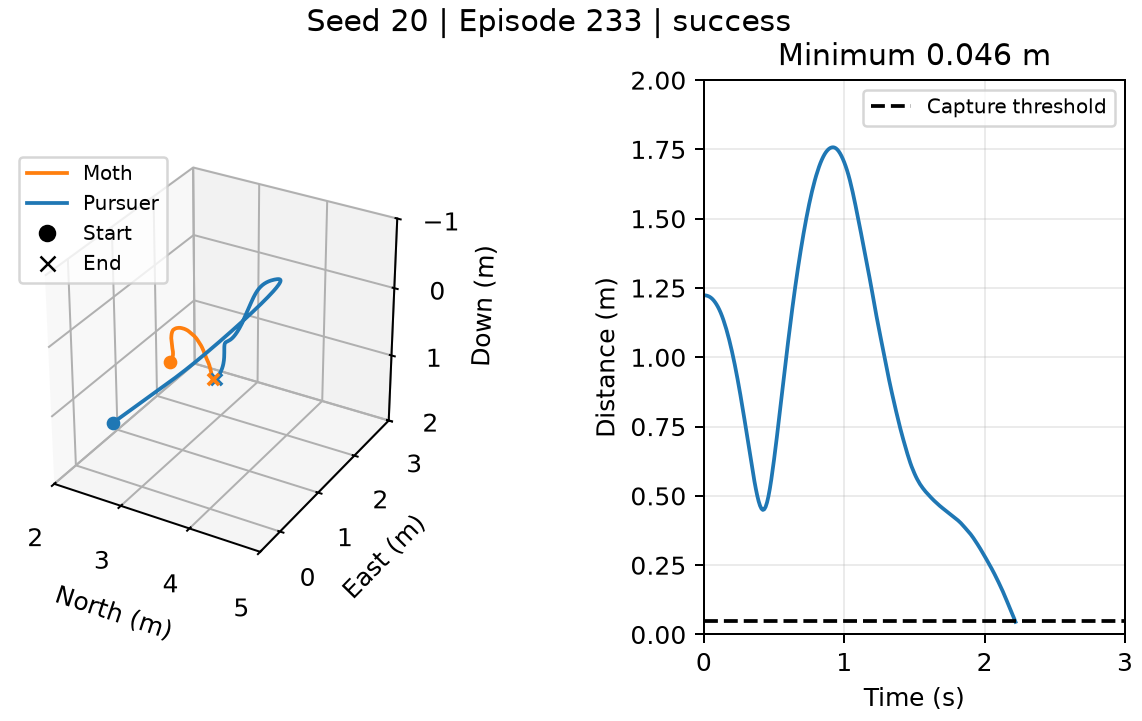 Seed 20 | Episode 233 | success
Moth
Pursuer
Start
End
−1
0
1
2
Down (m)
2
3
4
5
North (m)
0
1
2
3
East (m)
Minimum 0.046 m
Capture threshold
2.00
1.75
1.50
1.25
1.00
0.75
0.50
0.25
0.00
Distance (m)
0 1 2 3
Time (s)